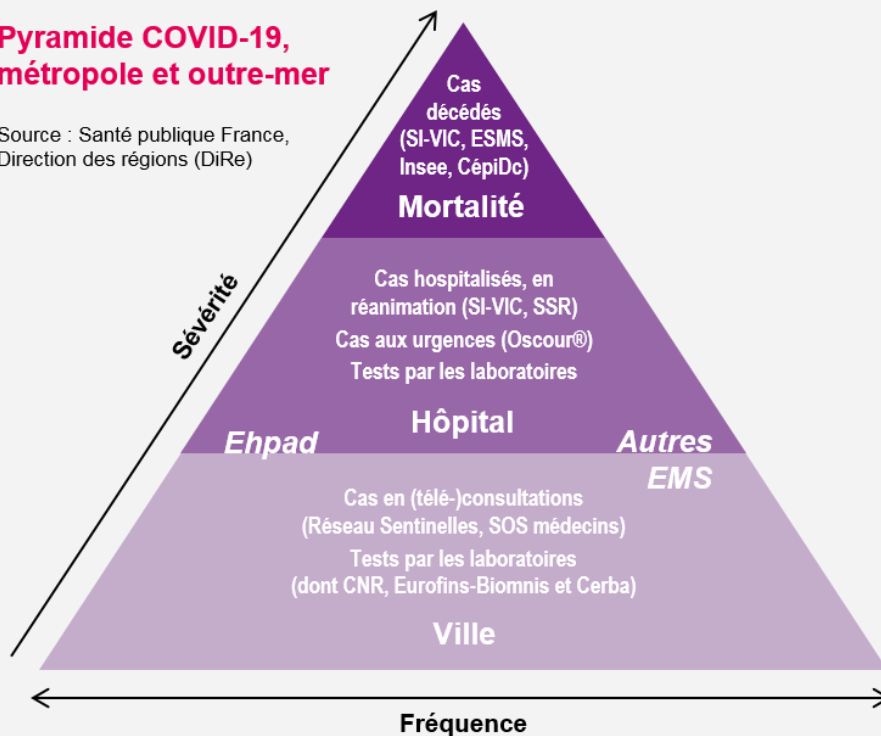 Pyramide COVID-19,
métropole et outre-mer
Source : Santé publique France,
Direction des régions (DiRe)
Sévérité
Cas
décédés
(SI-VIC, ESMS,
Insee, CépiDc)
Mortalité
Cas hospitalisés, en
réanimation (SI-VIC, SSR)
Cas aux urgences (Oscour®)
Tests par les laboratoires
Hôpital
Ehpad
Autres
EMS
Cas en (télé-)consultations
(Réseau Sentinelles, SOS médecins)
Tests par les laboratoires
(dont CNR, Eurofins-Biomnis et Cerba)
Ville
Fréquence